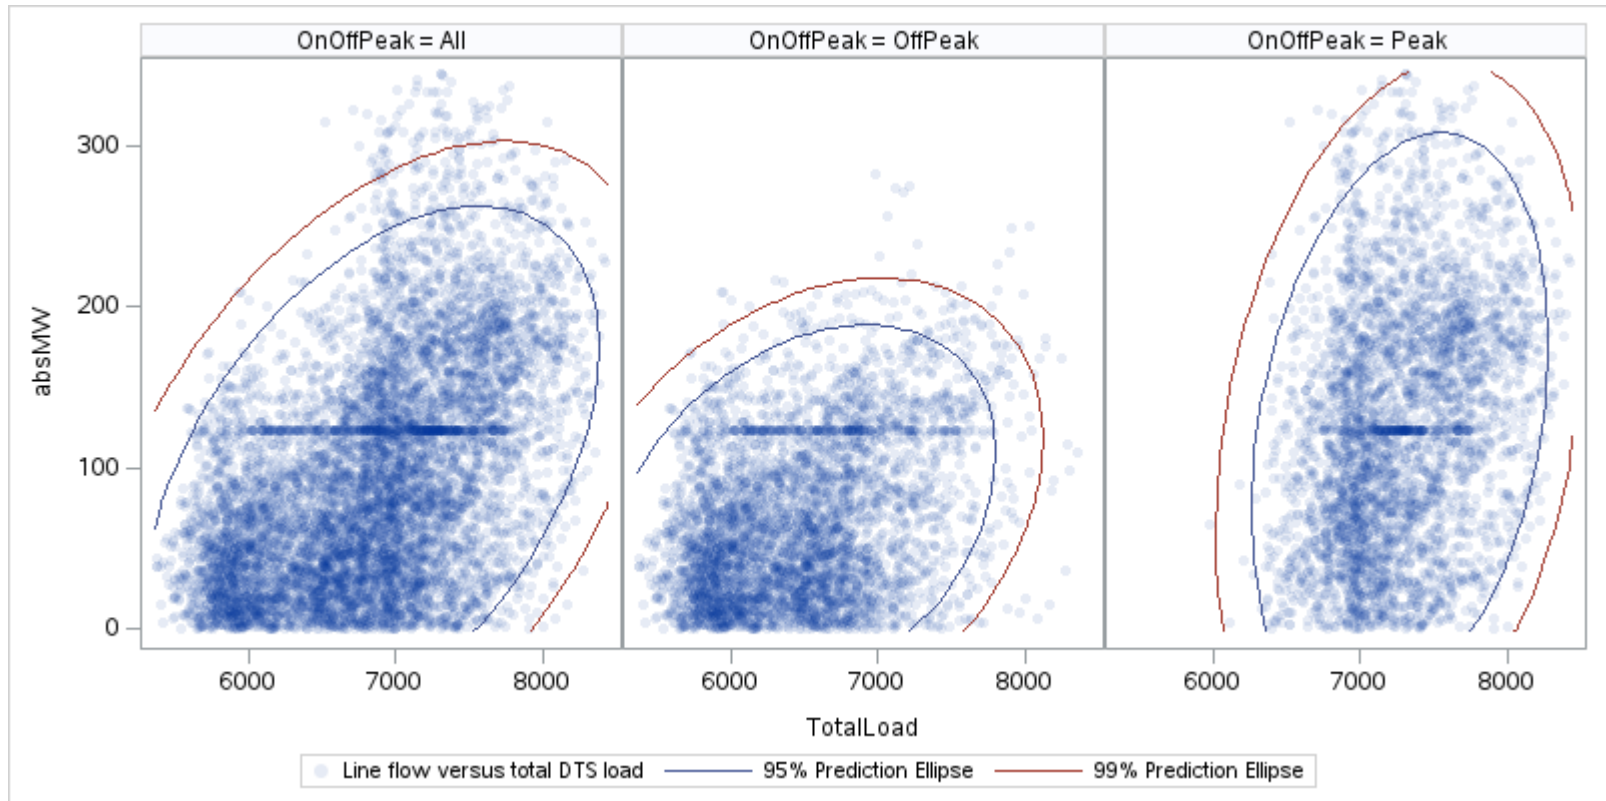 OnOffPeak = All
OnOffPeak = OffPeak
OnOffPeak = Peak
300
200
100
0
absMW
6000 7000 8000
6000 7000 8000
6000 7000 8000
TotalLoad
Line flow versus total DTS load
95% Prediction Ellipse
99% Prediction Ellipse